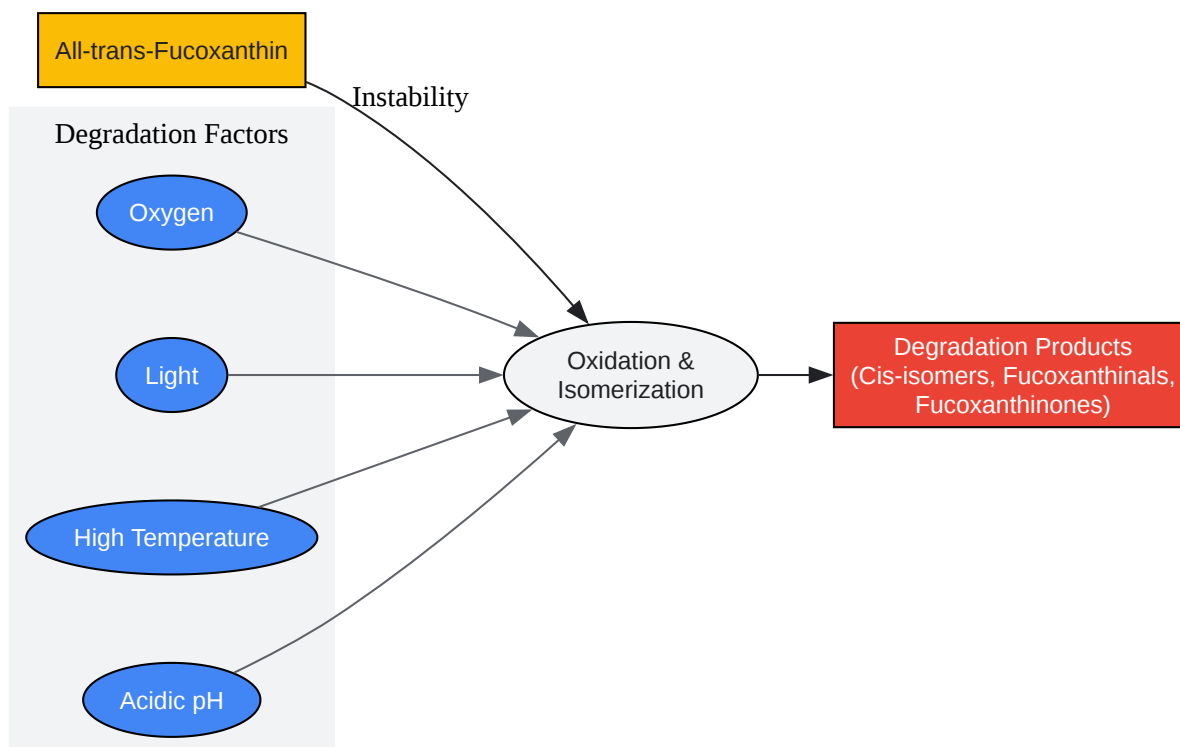 All-trans-Fucoxanthin
Instability
Degradation Factors
Oxygen
Light
High Temperature
Acidic pH
Oxidation &
Isomerization
Degradation Products
(Cis-isomers, Fucoxanthinals,
Fucoxanthinones)